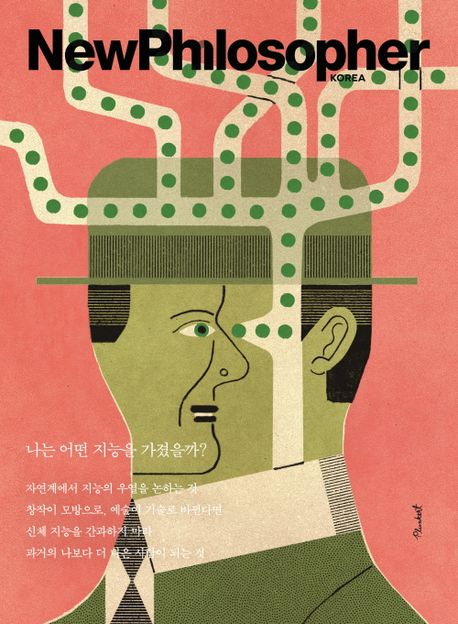 NewPhilosopher
KOREA
나는 어떤 지능을 가졌을까?
자연계에서 지능의 우열을 논하는 것
창작이 모방으로, 예술이 기술로 바뀐다면
신체 지능을 간과하지 마라
과거의 나보다 더 나은 사람이 되는 것
Plunkert